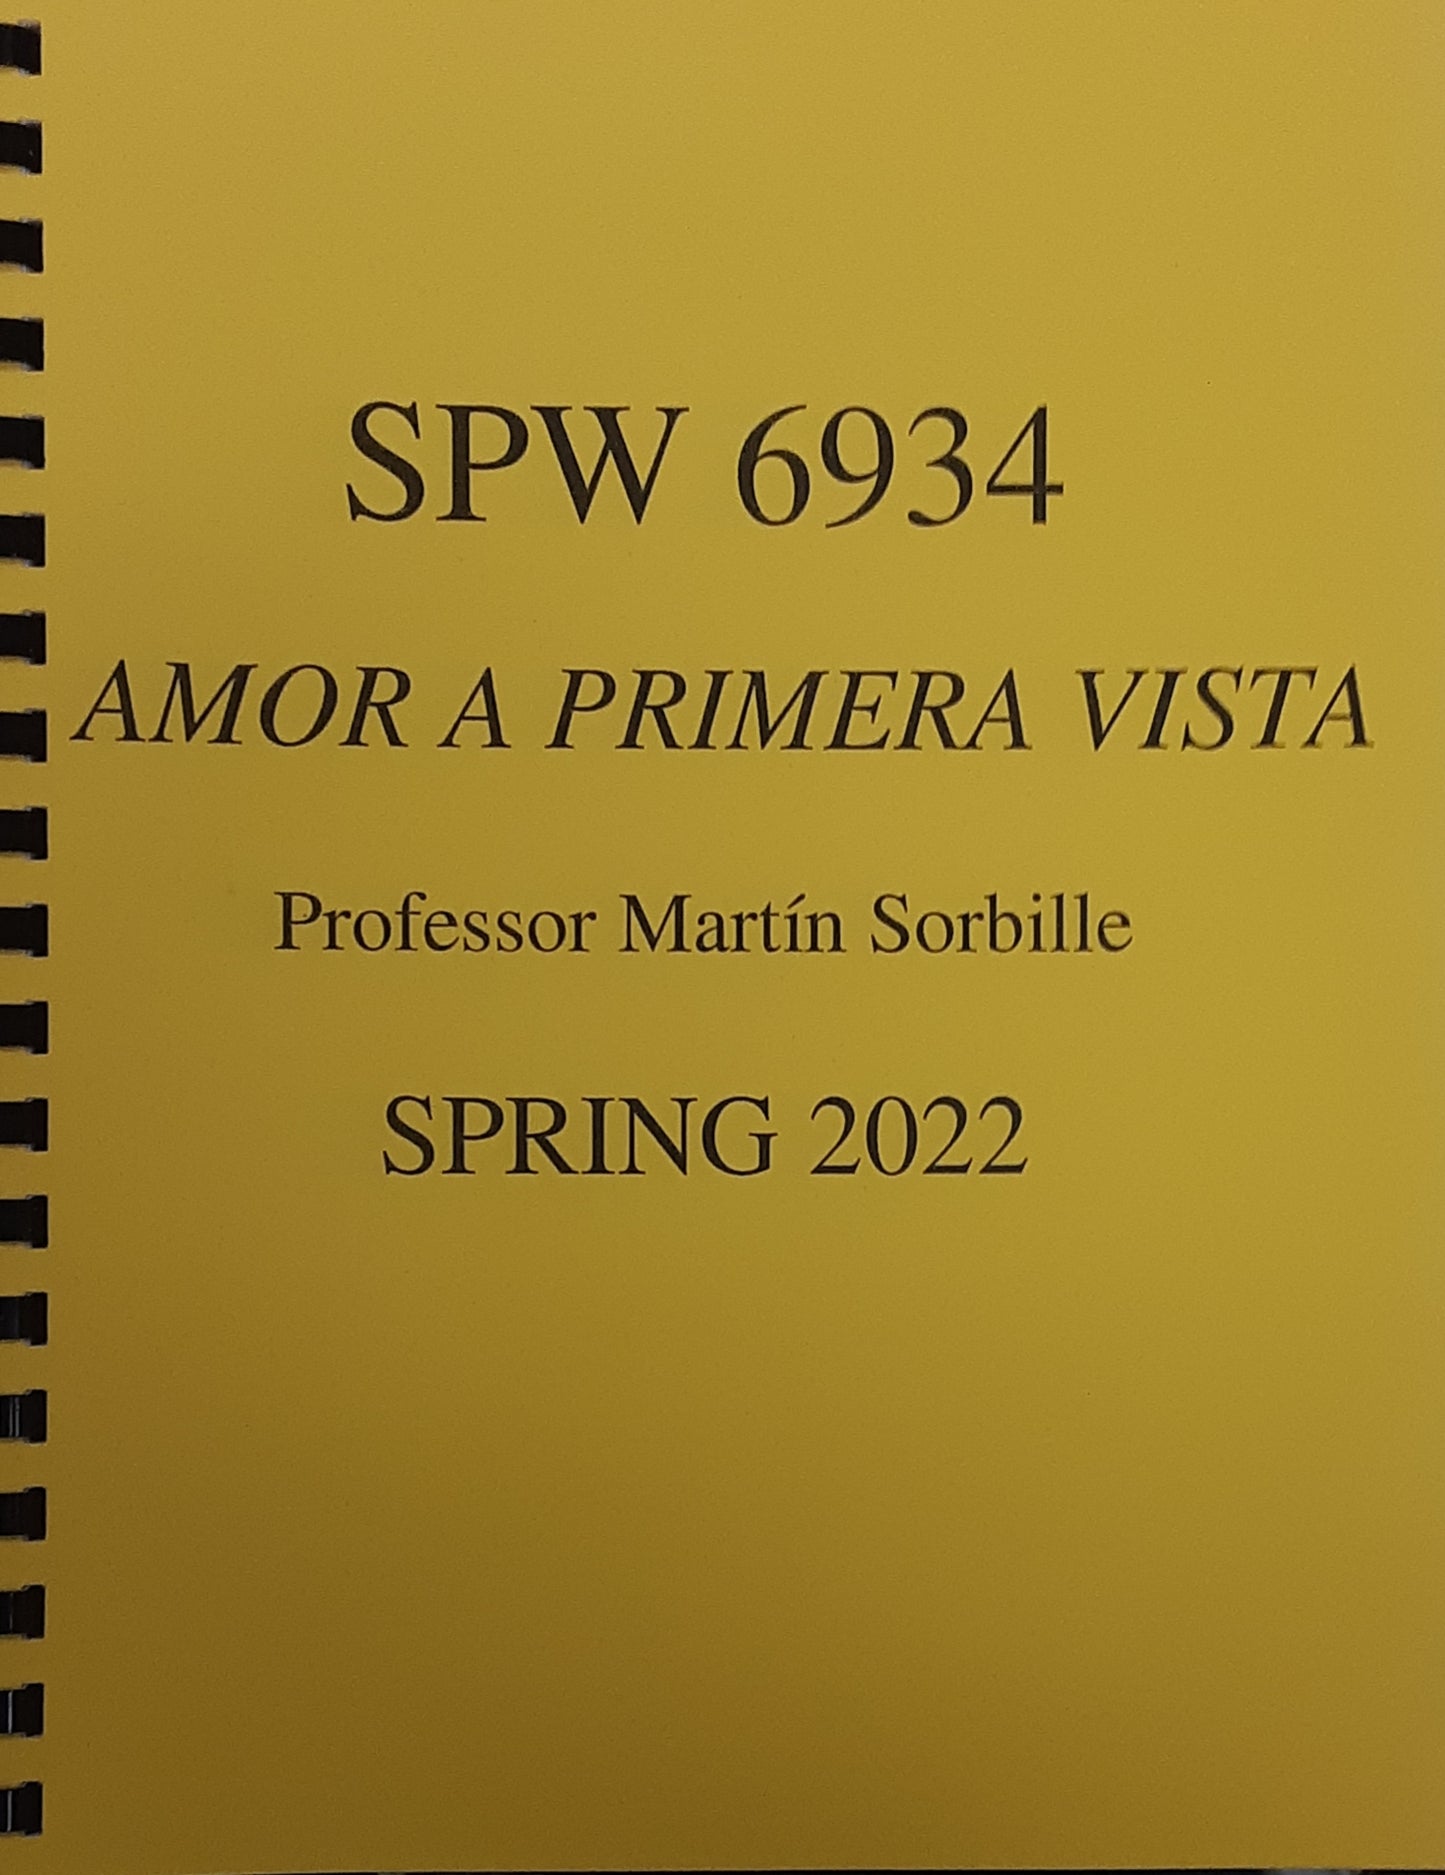 SPW 6934
AMOR A PRIMERA VISTA
Professor Martín Sorbille
SPRING 2022